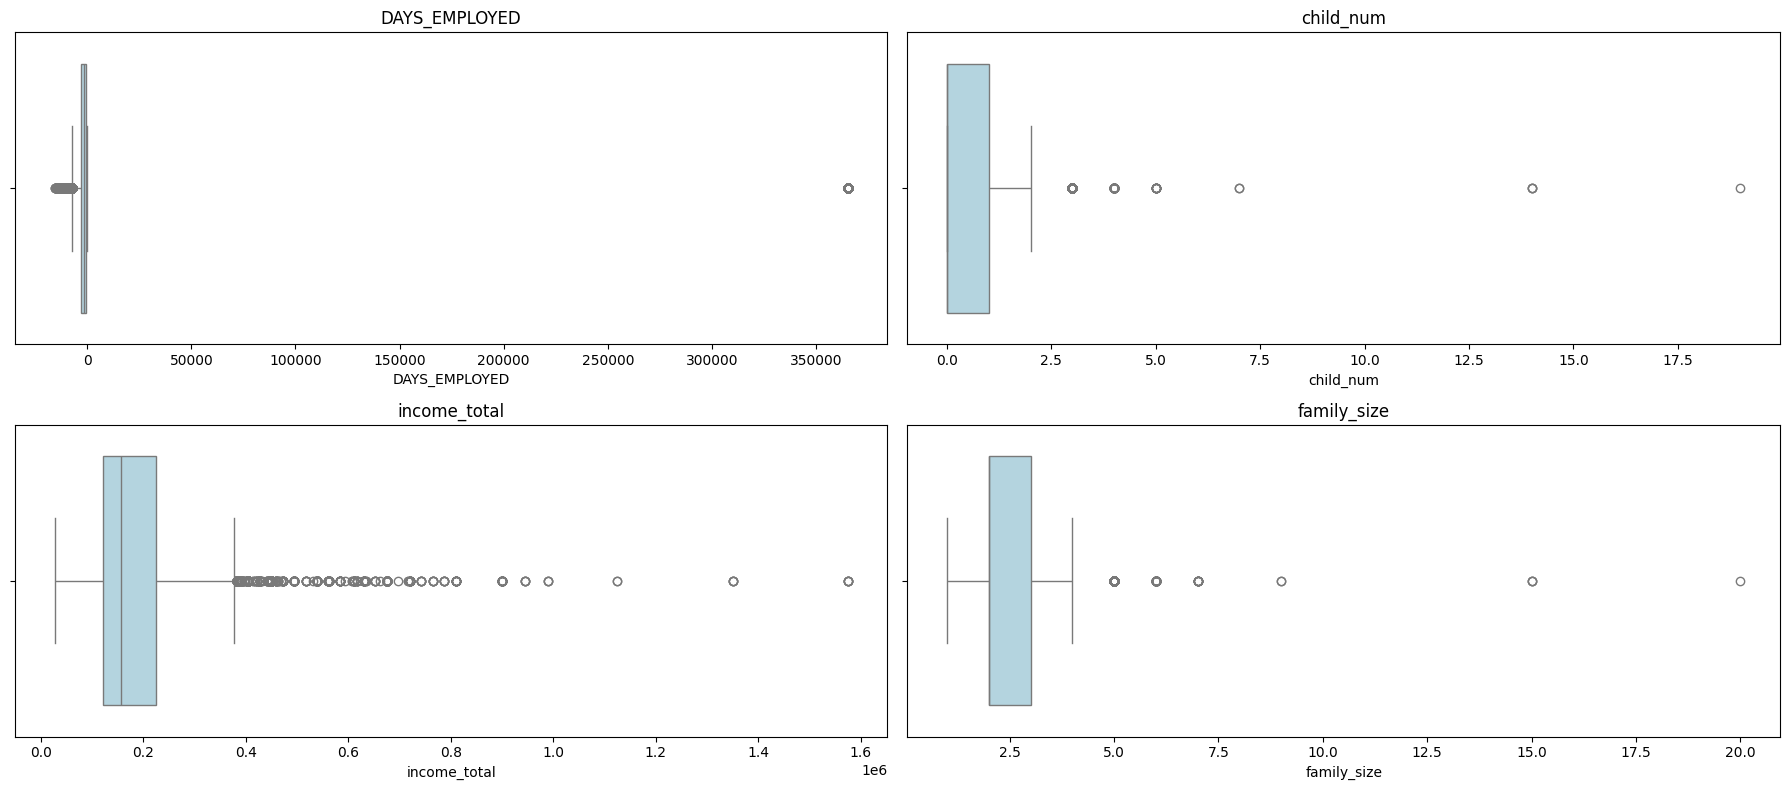 DAYS_EMPLOYED
child_num
0 50000 100000 150000 200000 250000 300000 350000
0.0 2.5 5.0 7.5 10.0 12.5 15.0 17.5
DAYS_EMPLOYED
child_num
income_total
family_size
0.0 0.2 0.4 0.6 0.8 1.0 1.2 1.4 1.6
2.5 5.0 7.5 10.0 12.5 15.0 17.5 20.0
1e6
income_total
family_size